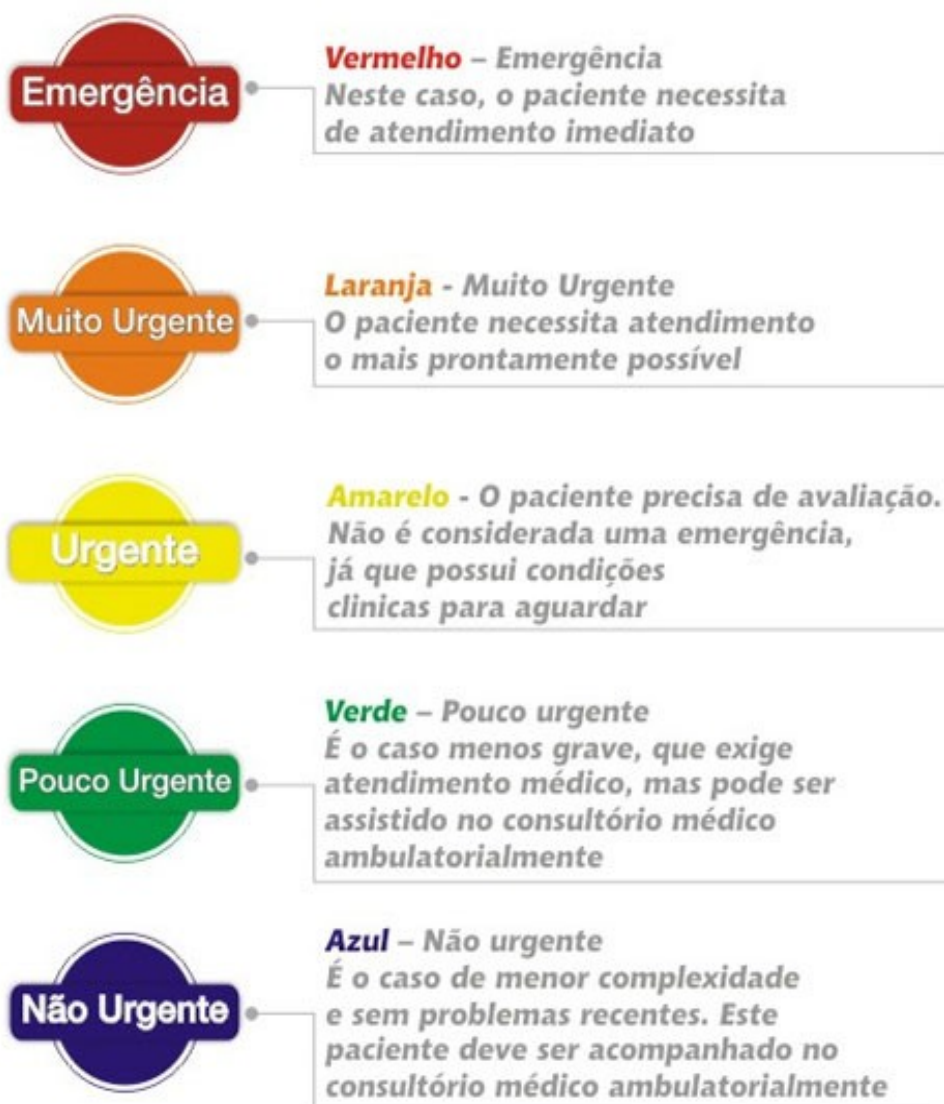 Emergência
Vermelho – Emergência
Neste caso, o paciente necessita
de atendimento imediato
Muito Urgente
Laranja - Muito Urgente
O paciente necessita atendimento
o mais prontamente possível
Urgente
Amarelo - O paciente precisa de avaliação.
Não é considerada uma emergência,
já que possui condições
clinicas para aguardar
Pouco Urgente
Verde – Pouco urgente
É o caso menos grave, que exige
atendimento médico, mas pode ser
assistido no consultório médico
ambulatorialmente
Não Urgente
Azul – Não urgente
É o caso de menor complexidade
e sem problemas recentes. Este
paciente deve ser acompanhado no
consultório médico ambulatorialmente